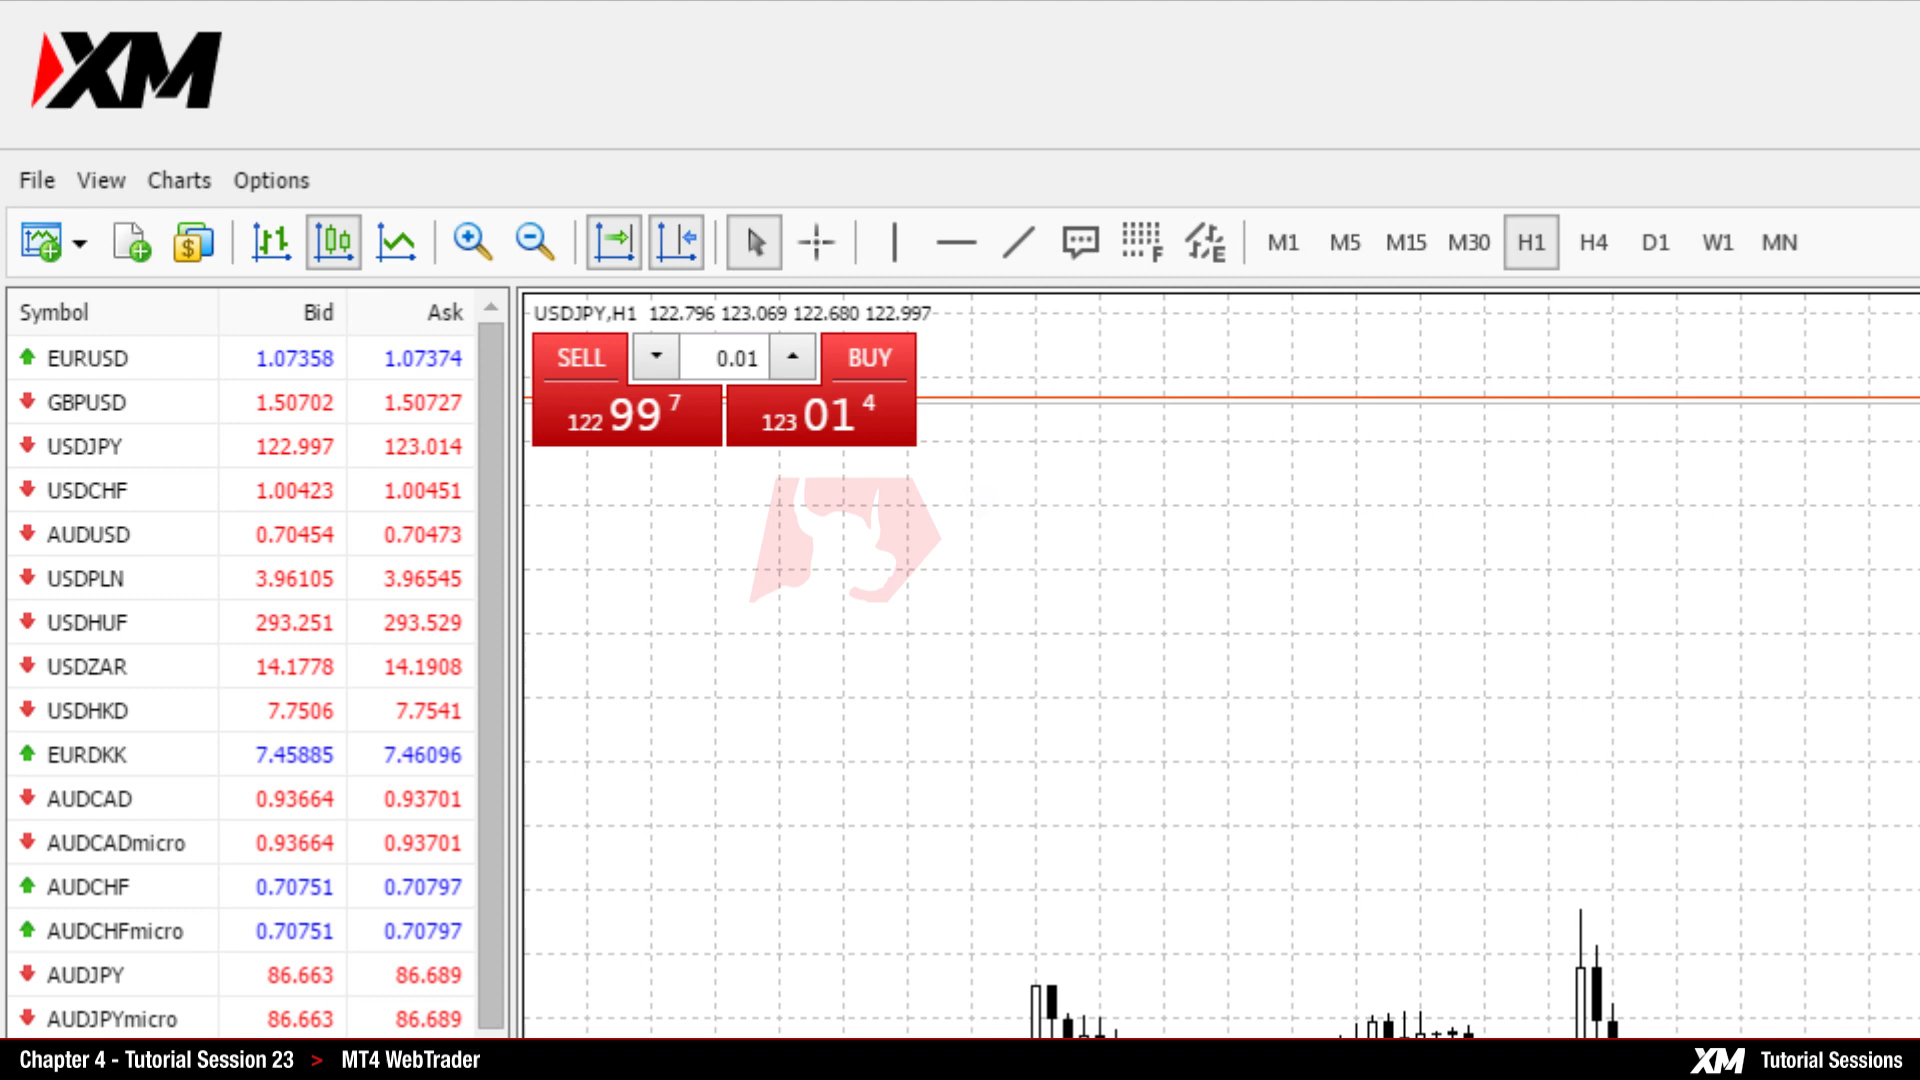 XM
File View Charts Options
$ F E M1 M5 M15 M30 H1 H4 D1 W1 MN
Symbol Bid Ask
EURUSD 1.07358 1.07374
GBPUSD 1.50702 1.50727
USDJPY 122.997 123.014
USDCHF 1.00423 1.00451
AUDUSD 0.70454 0.70473
USDPLN 3.96105 3.96545
USDHUF 293.251 293.529
USDZAR 14.1778 14.1908
USDHKD 7.7506 7.7541
EURDKK 7.45885 7.46096
AUDCAD 0.93664 0.93701
AUDCADmicro 0.93664 0.93701
AUDCHF 0.70751 0.70797
AUDCHFmicro 0.70751 0.70797
AUDJPY 86.663 86.689
AUDJPYmicro 86.663 86.689
USDJPY,H1 122.796 123.069 122.680 122.997
SELL 0.01 BUY
122 99 7 123 01 4
Chapter 4 - Tutorial Session 23 > MT4 WebTrader
XM Tutorial Sessions